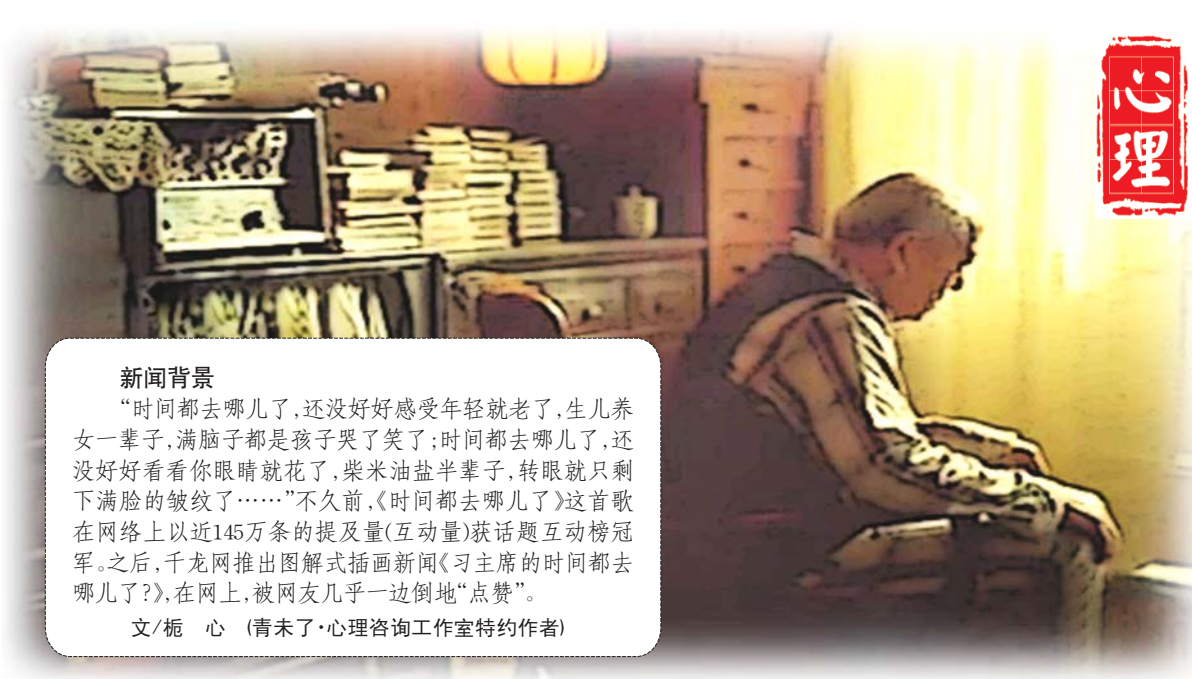 心
理
新闻背景
“时间都去哪儿了,还没好好感受年轻就老了,生儿养
女一辈子,满脑子都是孩子哭了笑了;时间都去哪儿了,还
没好好看看你眼睛就花了,柴米油盐半辈子,转眼就只剩
下满脸的皱纹了……”不久前,《时间都去哪儿了》这首歌
在网络上以近145万条的提及量(互动量)获话题互动榜冠
军。之后,千龙网推出图解式插画新闻《习主席的时间都去
哪儿了?》,在网上,被网友几乎一边倒地“点赞”。
文/栀 心 (青未了·心理咨询工作室特约作者)